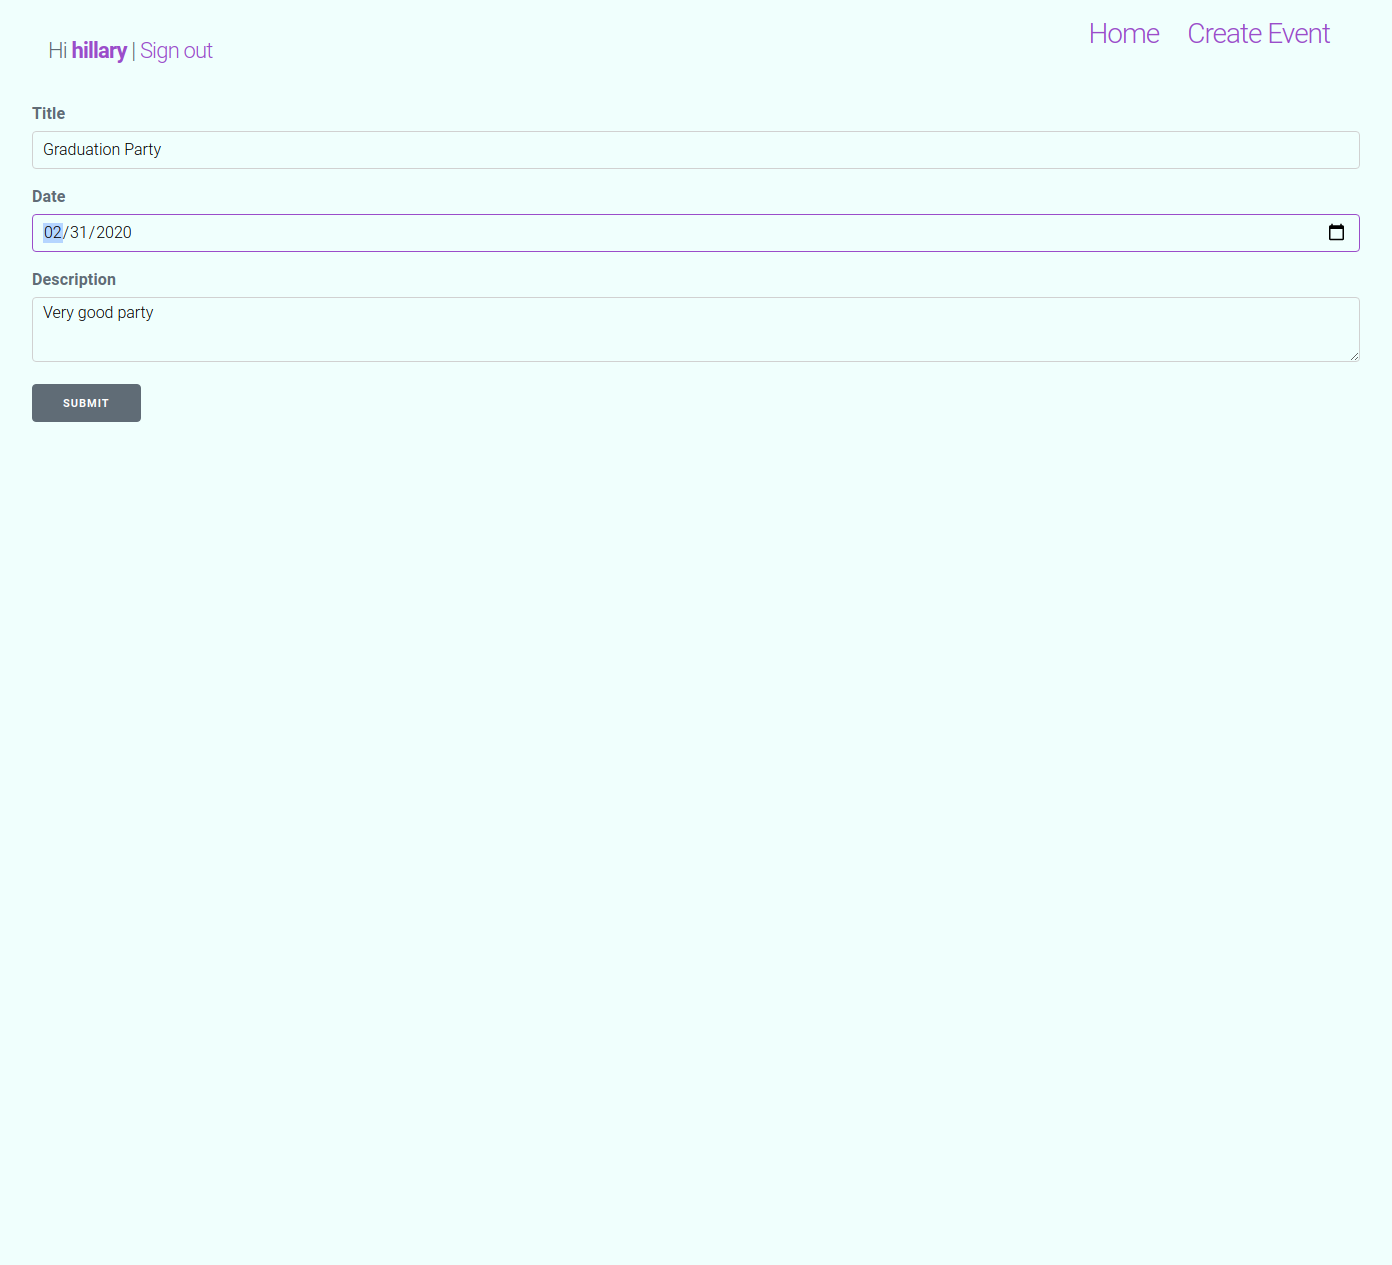 Hi hillary | Sign out
Home Create Event
Title
Graduation Party
Date
02/31/2020
Description
Very good party
SUBMIT